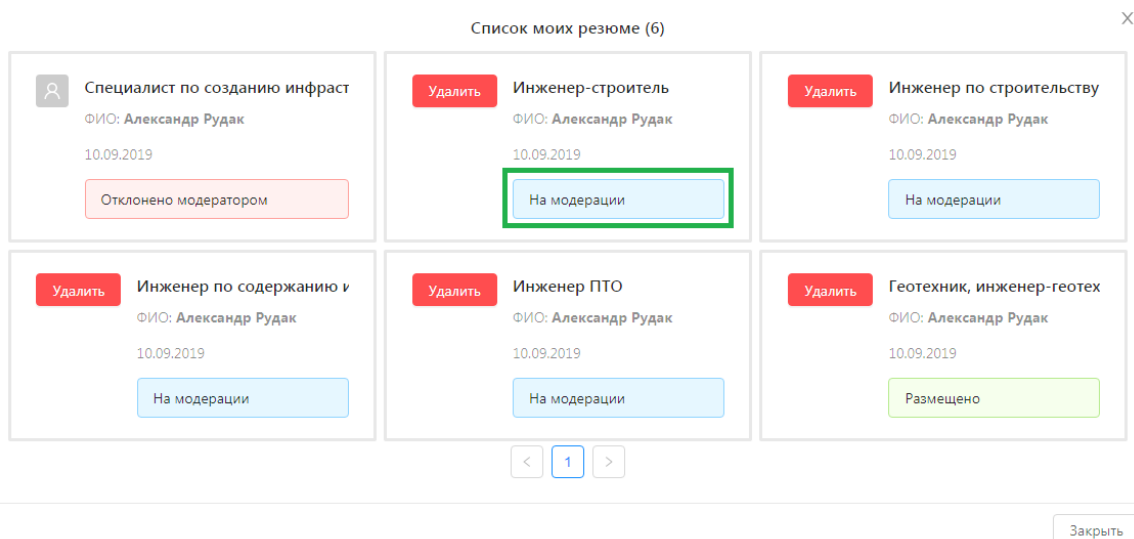 Список моих резюме (6)
Специалист по созданию инфраст
ФИО: Александр Рудак
10.09.2019
Отклонено модератором
Удалить
Инженер-строитель
ФИО: Александр Рудак
10.09.2019
На модерации
Удалить
Инженер по строительству
ФИО: Александр Рудак
10.09.2019
На модерации
Удалить
Инженер по содержанию и
ФИО: Александр Рудак
10.09.2019
На модерации
Удалить
Инженер ПТО
ФИО: Александр Рудак
10.09.2019
На модерации
Удалить
Геотехник, инженер-геотех
ФИО: Александр Рудак
10.09.2019
Размещено
< 1 >
Закрыть